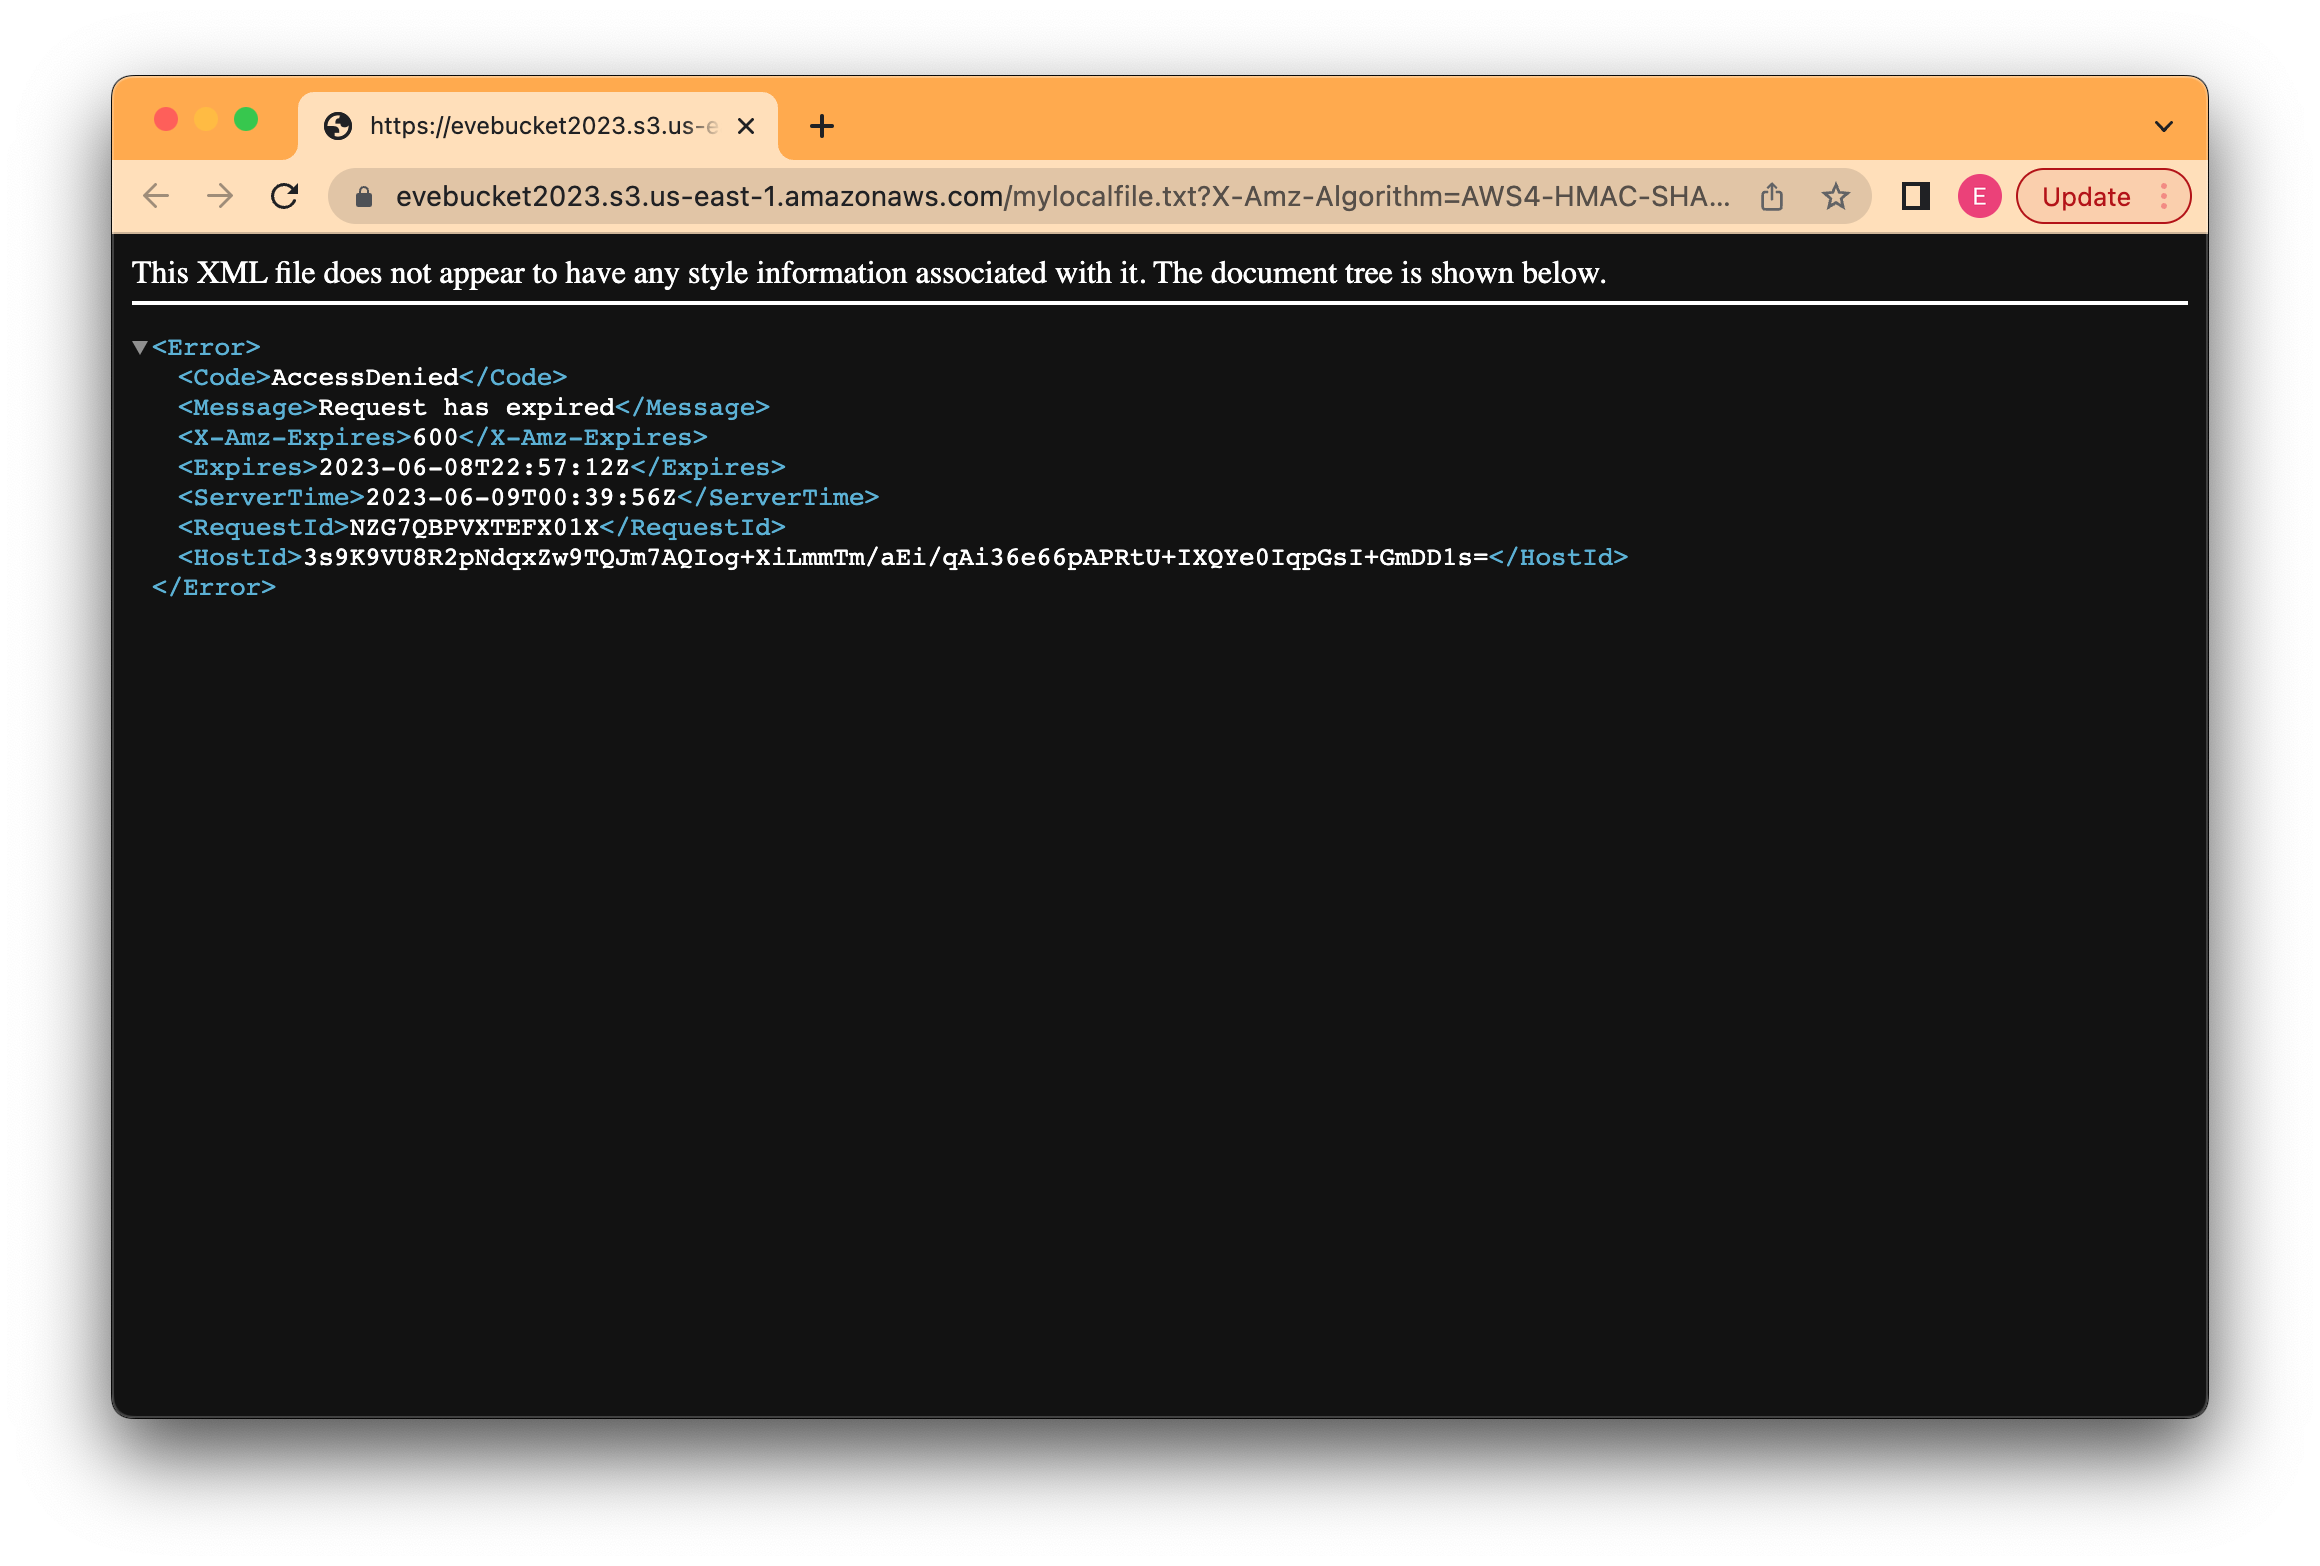 https://evebucket2023.s3.us-e
evebucket2023.s3.us-east-1.amazonaws.com/mylocalfile.txt?X-Amz-Algorithm=AWS4-HMAC-SHA...
E
Update
This XML file does not appear to have any style information associated with it. The document tree is shown below.
<Error>
<Code>AccessDenied</Code>
<Message>Request has expired</Message>
<X-Amz-Expires>600</X-Amz-Expires>
<Expires>2023-06-08T22:57:12Z</Expires>
<ServerTime>2023-06-09T00:39:56Z</ServerTime>
<RequestId>NZG7QBPVXTEFX01X</RequestId>
<HostId>3s9K9VU8R2pNdqxZw9TQJm7AQIog+XiLmmTm/aEi/qAi36e66pAPRtU+IXQYe0IqpGsI+GmDD1s=</HostId>
</Error>